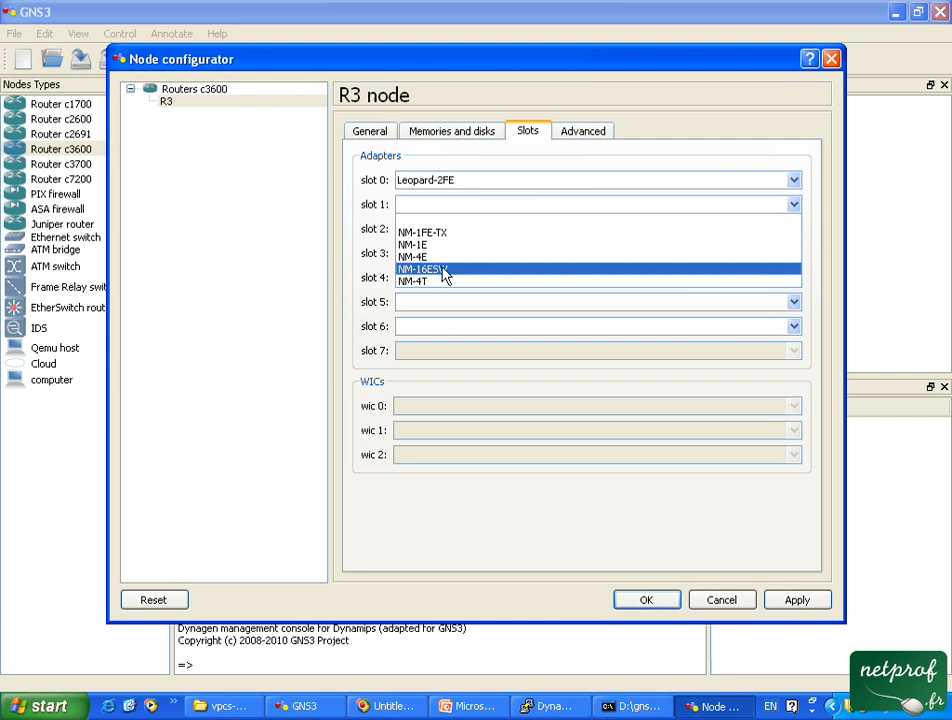 GNS3
File Edit View Control Annotate Help
Node configurator
Nodes Types
Router c1700
Router c2600
Router c2691
Router c3600
Router c3700
Router c7200
PIX firewall
ASA firewall
Juniper router
Ethernet switch
ATM bridge
ATM switch
Frame Relay swit
EtherSwitch rout
IDS
Qemu host
Cloud
computer
Routers c3600
R3
R3 node
General Memories and disks Slots Advanced
Adapters
slot 0: Leopard-2FE
slot 1:
slot 2:
NM-1FE-TX
NM-1E
slot 3:
NM-4E
NM-16ESW
slot 4:
NM-4T
slot 5:
slot 6:
slot 7:
WICs
wic 0:
wic 1:
wic 2:
Reset OK Cancel Apply
Dynagen management console for Dynamips (adapted for GNS3)
Copyright (c) 2008-2010 GNS3 Project
=>
netprof
.fr
start vpcs-... GNS3 Untitle... Micros... Dyna... D:\gns... Node ... EN